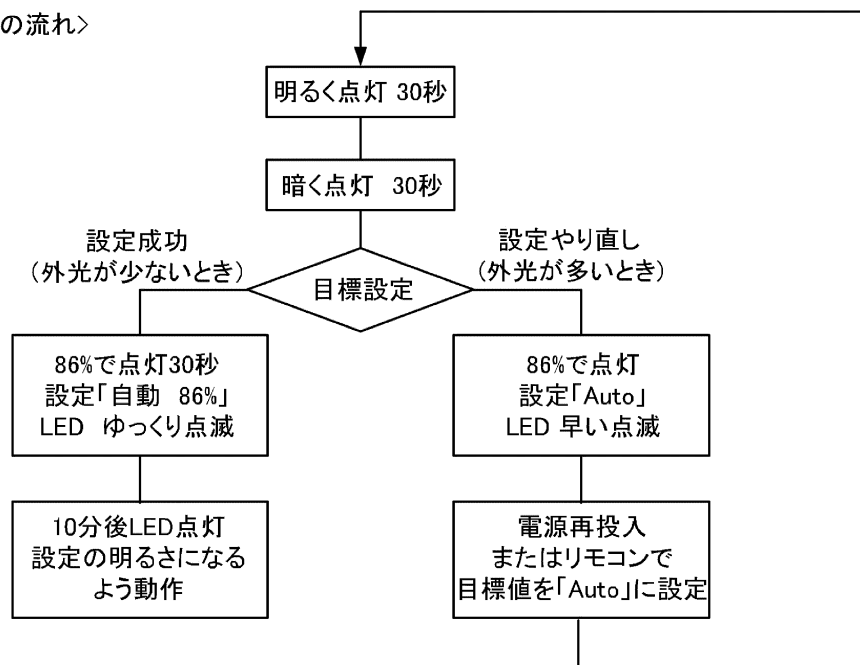 の流れ>
明るく点灯 30秒
暗く点灯 30秒
設定成功
（外光が少ないとき）
設定やり直し
（外光が多いとき）
目標設定
86%で点灯30秒
設定「自動 86%」
LED ゆっくり点滅
86%で点灯
設定「Auto」
LED 早い点滅
10分後LED点灯
設定の明るさになる
よう動作
電源再投入
またはリモコンで
目標値を「Auto」に設定